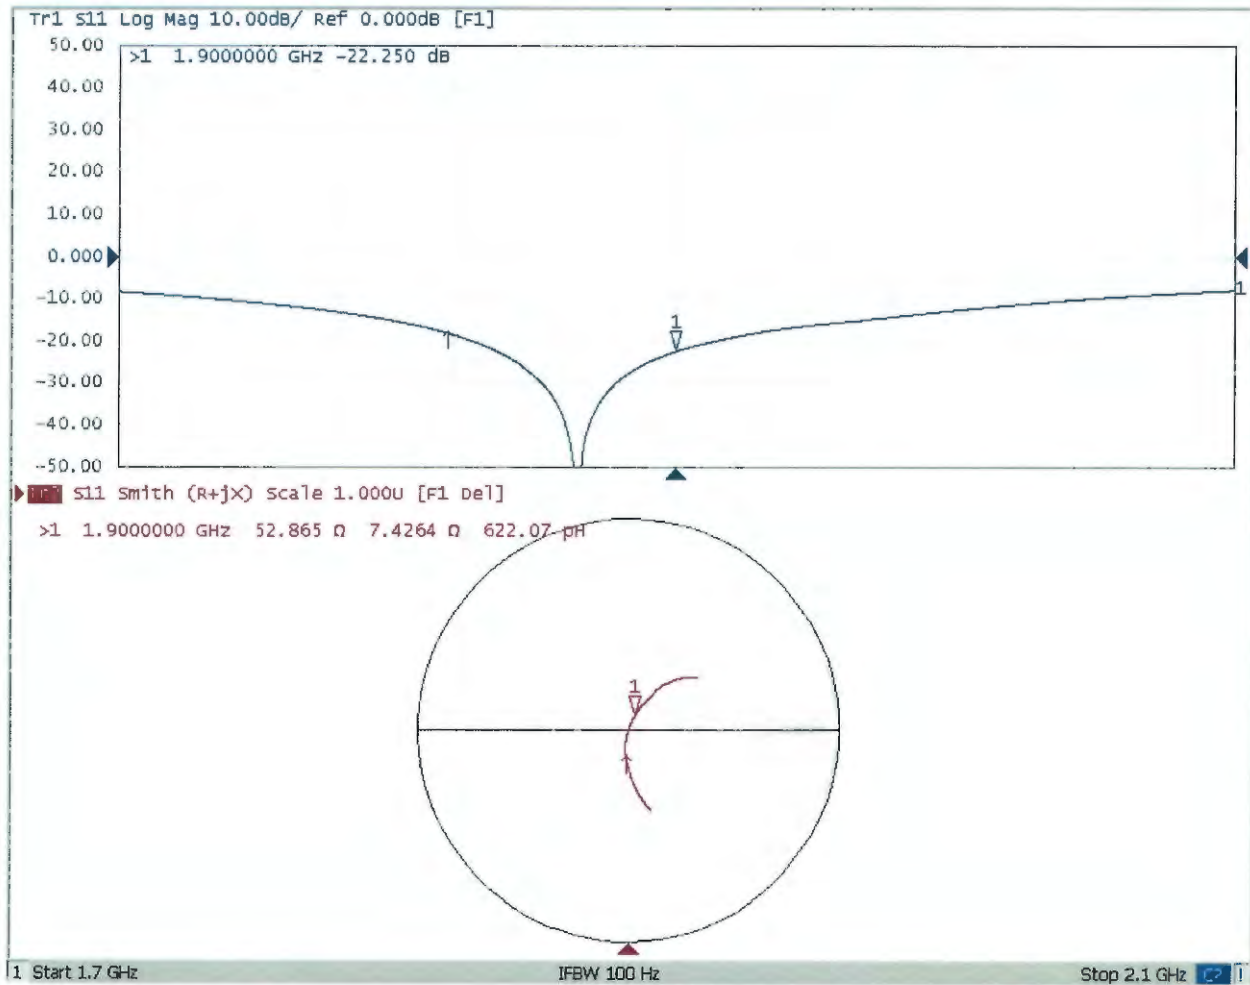 Tr1 S11 Log Mag 10.00dB/ Ref 0.000dB [F1]
50.00
>1 1.9000000 GHz -22.250 dB
40.00
30.00
20.00
10.00
0.000
-10.00
1
-20.00
1
-30.00
-40.00
-50.00
S11 Smith (R+jX) Scale 1.000U [F1 Del]
>1 1.9000000 GHz 52.865 Ω 7.4264 Ω 622.07 pH
1
1 Start 1.7 GHz IFBW 100 Hz Stop 2.1 GHz C?